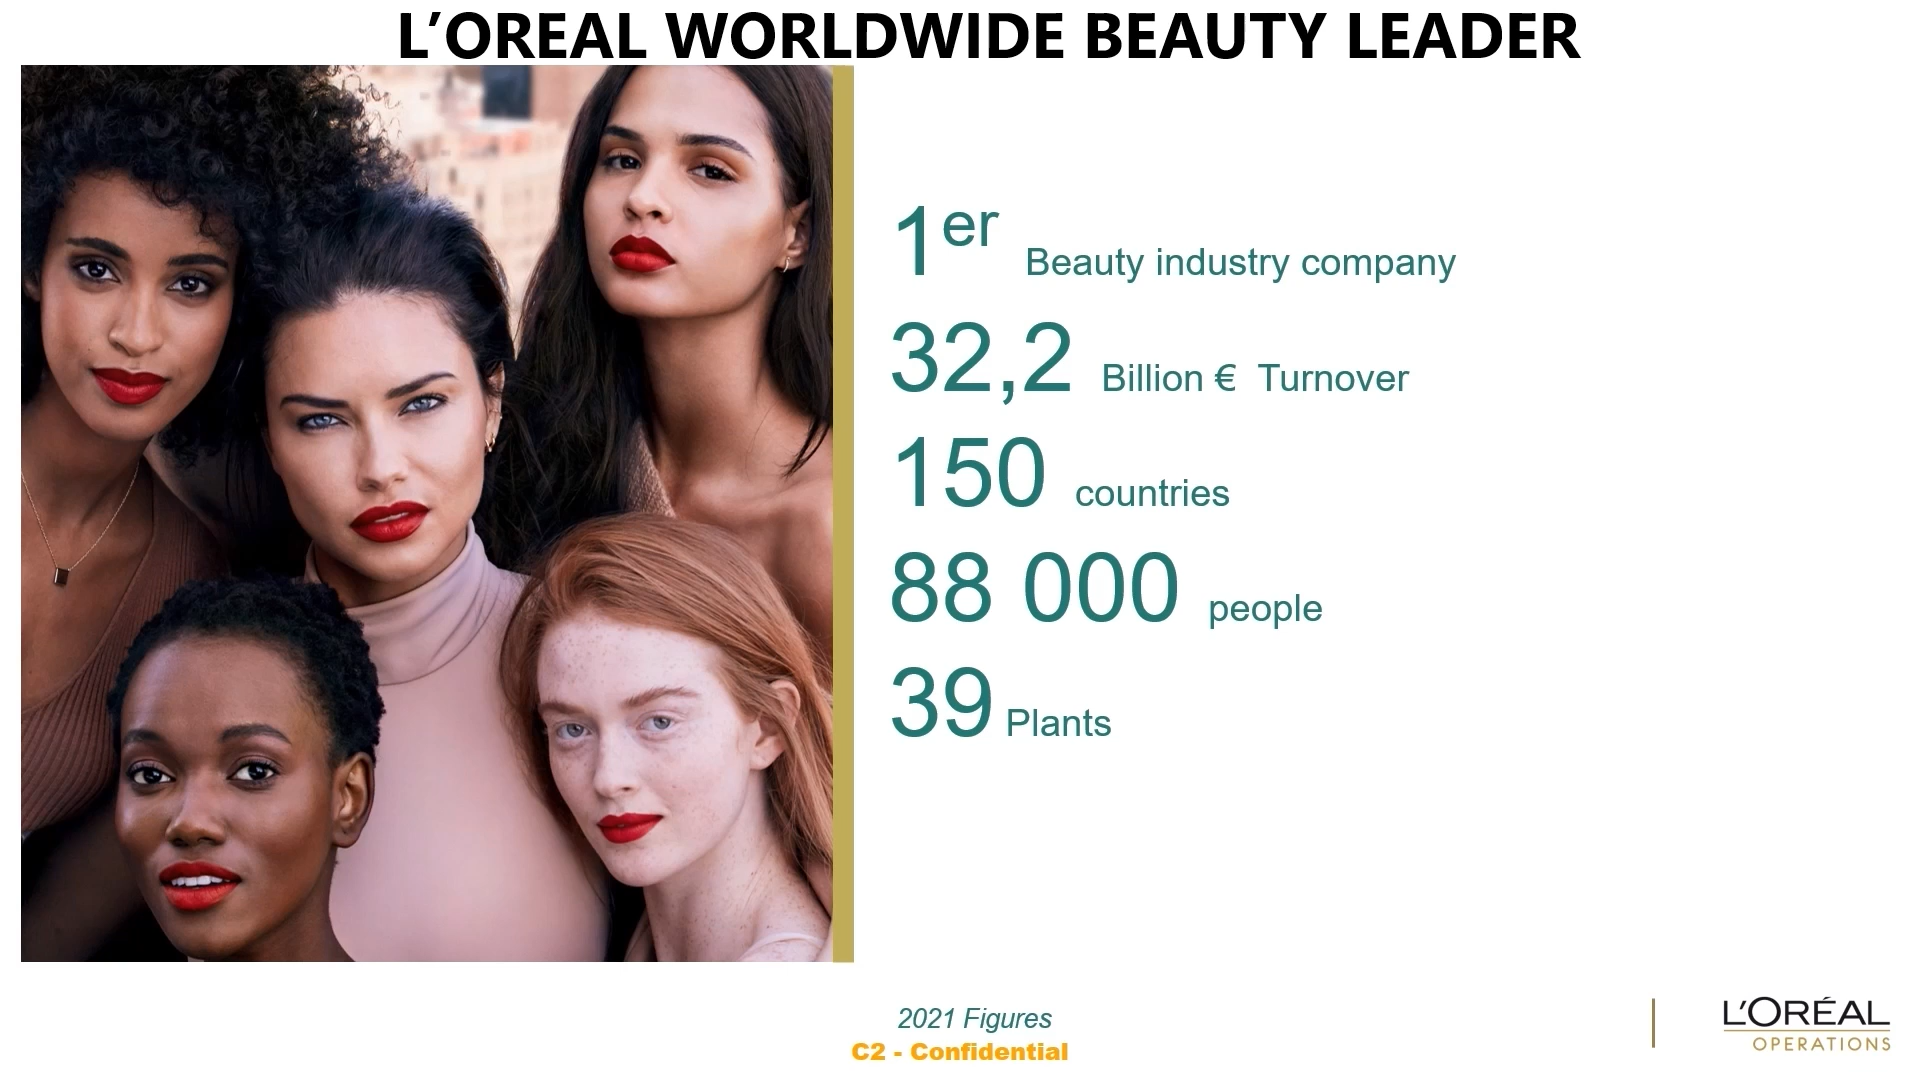 L’OREAL WORLDWIDE BEAUTY LEADER
1er Beauty industry company
32,2 Billion € Turnover
150 countries
88 000 people
39 Plants
2021 Figures
C2 - Confidential
L'ORÉAL
OPERATIONS